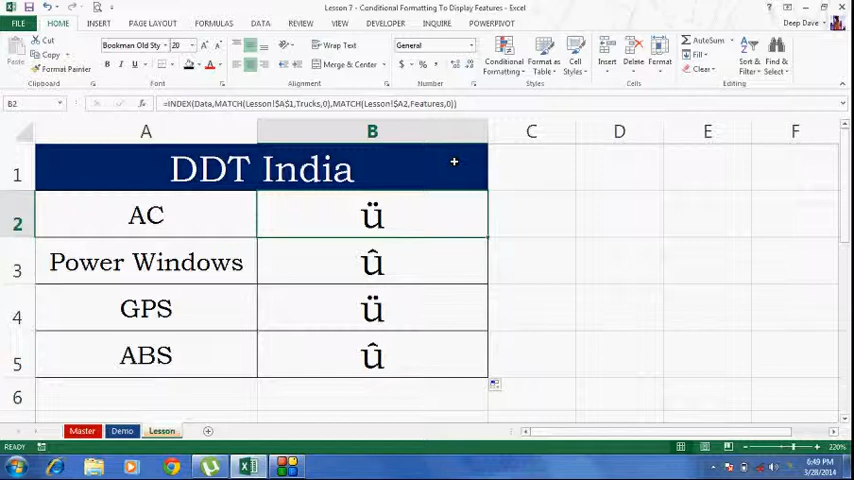 Lesson 7 - Conditional Formatting To Display Features - Excel
FILE HOME INSERT PAGE LAYOUT FORMULAS DATA REVIEW VIEW DEVELOPER INQUIRE POWERPIVOT Deep Dave
Cut
Copy
Format Painter
Paste
Clipboard
Bookman Old Sty 20
B I U
Font
Wrap Text
Merge & Center
Alignment
General
$ % ,
Number
Conditional Formatting
Format as Table
Cell Styles
Styles
Insert Delete Format
Cells
AutoSum
Fill
Clear
Sort & Filter
Find & Select
Editing
B2 fx =INDEX(Data,MATCH(Lesson!$A$1,Trucks,0),MATCH(Lesson!$A2,Features,0))
A B C D E F
1 DDT India
2 AC ü
3 Power Windows û
4 GPS ü
5 ABS û
6
Master Demo Lesson
READY 220%
6:49 PM
3/28/2014